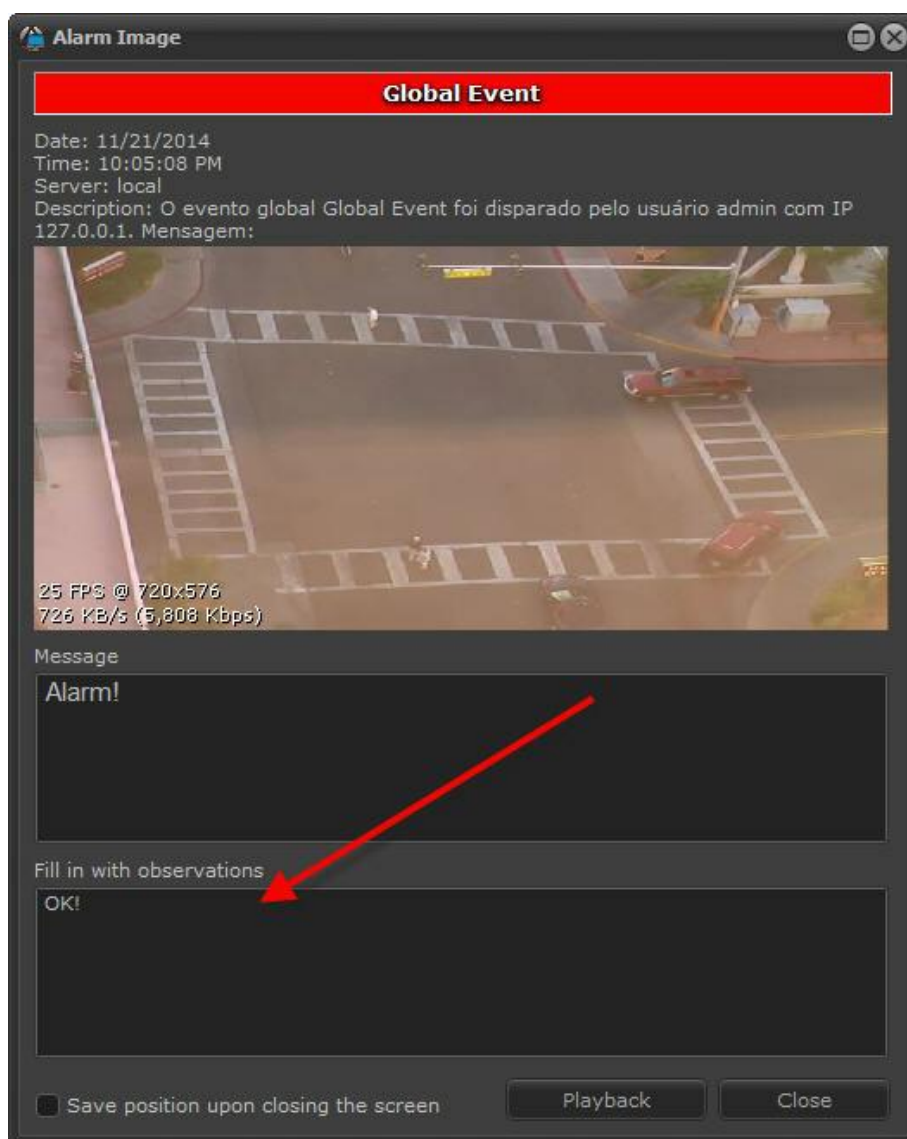 Alarm Image
Global Event
Date: 11/21/2014
Time: 10:05:08 PM
Server: local
Description: O evento global Global Event foi disparado pelo usuário admin com IP
127.0.0.1. Mensagem:
25 FPS @ 720x576
726 KB/s (5,808 Kbps)
Message
Alarm!
Fill in with observations
OK!
Save position upon closing the screen
Playback
Close